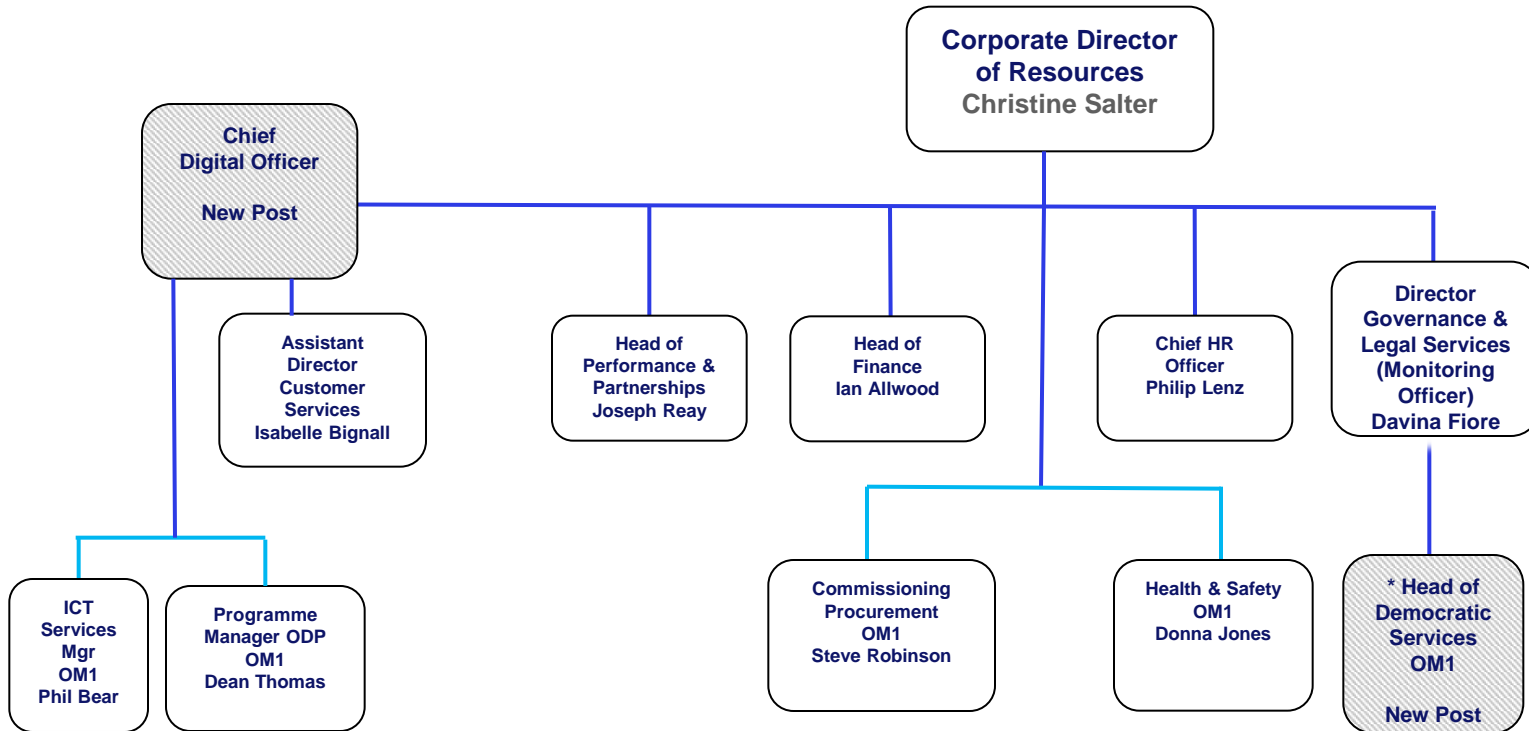 Corporate Director
of Resources
Christine Salter
Chief
Digital Officer
New Post
Assistant
Director
Customer
Services
Isabelle Bignall
Head of
Performance &
Partnerships
Joseph Reay
Head of
Finance
Ian Allwood
Chief HR
Officer
Philip Lenz
Director
Governance &
Legal Services
(Monitoring
Officer)
Davina Fiore
ICT
Services
Mgr
OM1
Phil Bear
Programme
Manager ODP
OM1
Dean Thomas
Commissioning
Procurement
OM1
Steve Robinson
Health & Safety
OM1
Donna Jones
* Head of
Democratic
Services
OM1
New Post